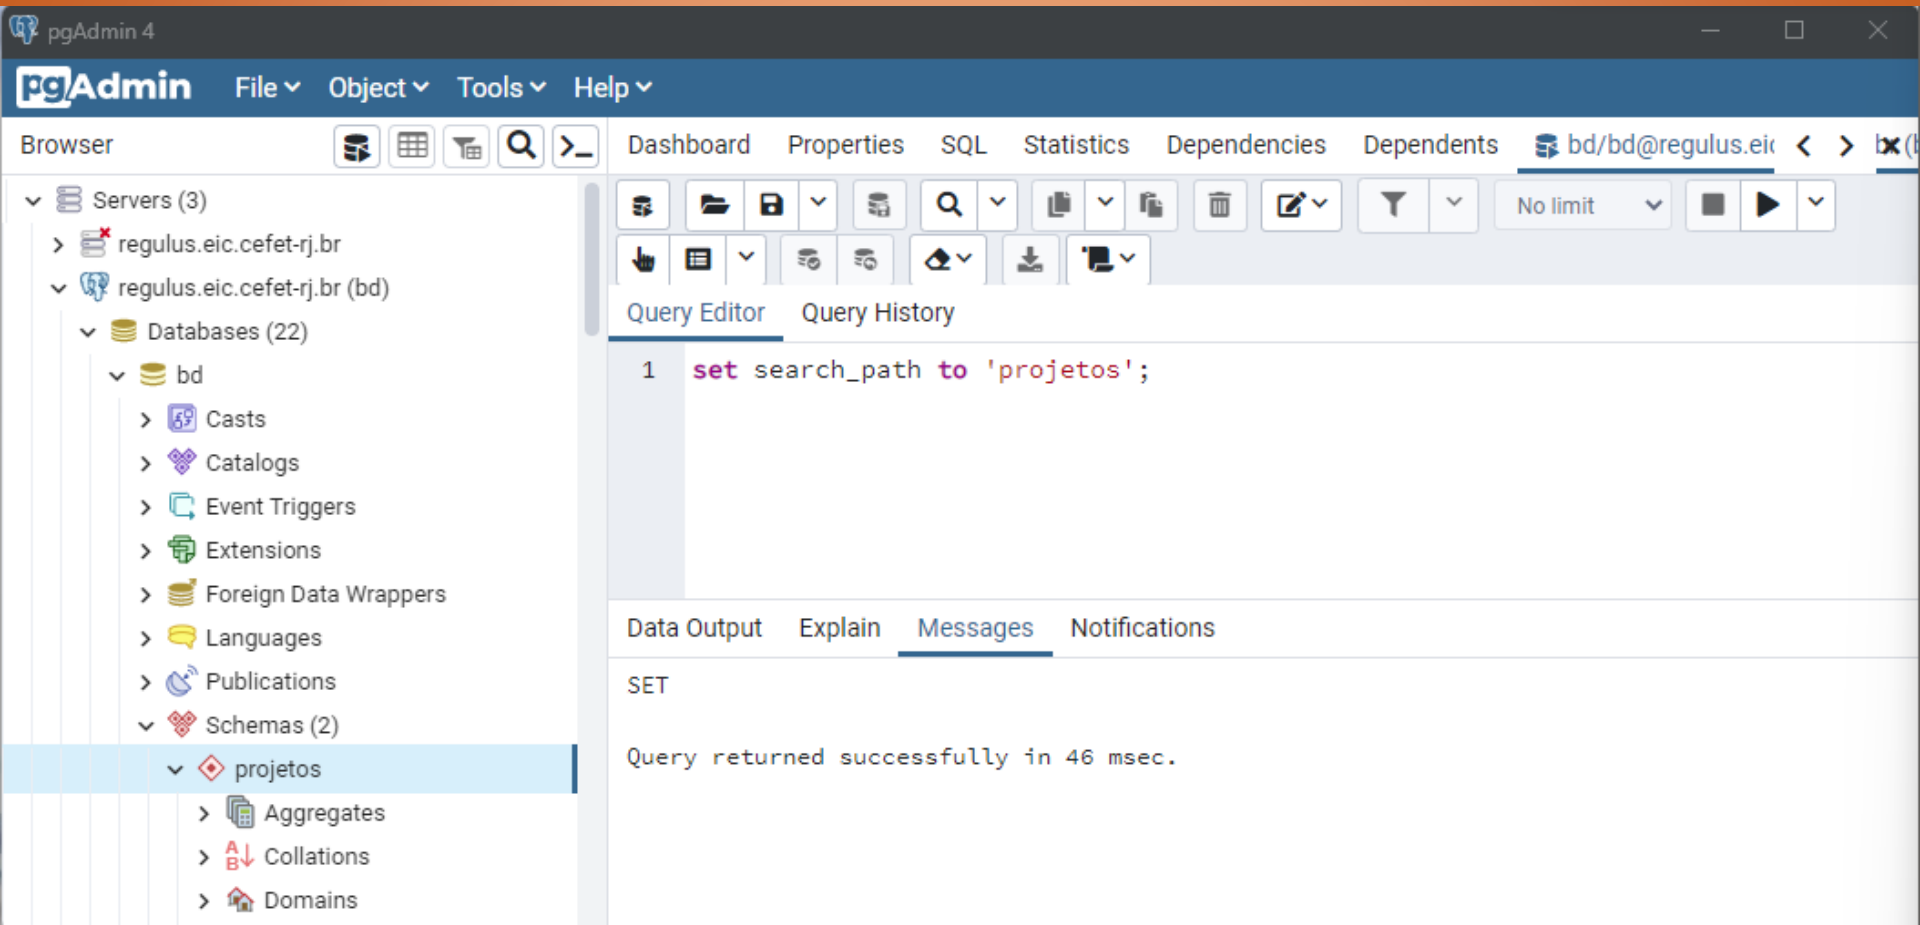 pgAdmin 4
pgAdmin File Object Tools Help
Browser
Dashboard Properties SQL Statistics Dependencies Dependents bd/bd@regulus.eic
Servers (3)
No limit
regulus.eic.cefet-rj.br
regulus.eic.cefet-rj.br (bd)
Query Editor Query History
Databases (22)
1 set search_path to 'projetos';
bd
Casts
Catalogs
Event Triggers
Extensions
Foreign Data Wrappers
Data Output Explain Messages Notifications
Languages
Publications
SET
Schemas (2)
Query returned successfully in 46 msec.
projetos
Aggregates
Collations
Domains